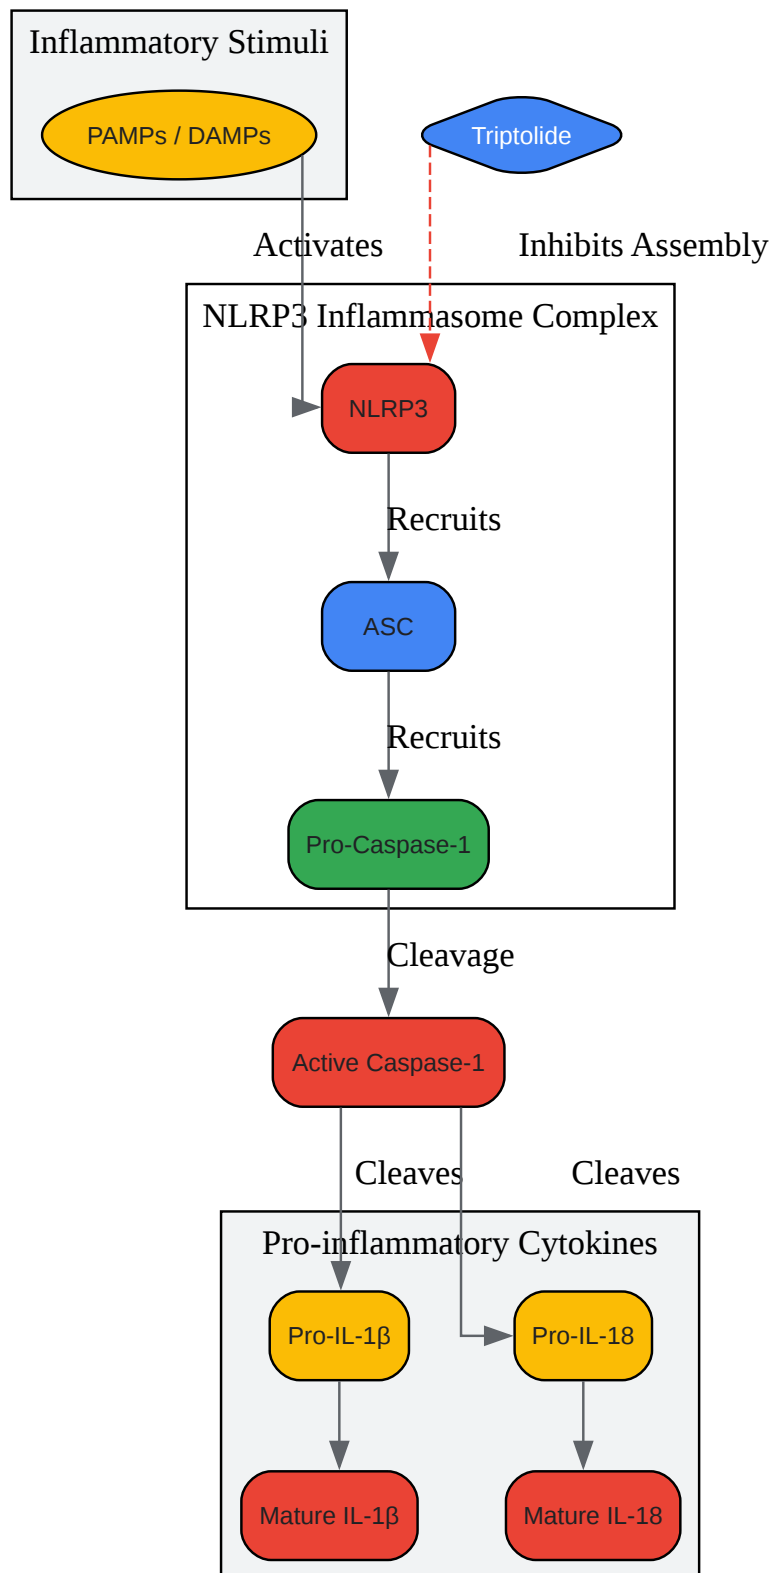 Inflammatory Stimuli
PAMPs / DAMPs
Triptolide
Activates
Inhibits Assembly
NLRP3 Inflammasome Complex
NLRP3
Recruits
ASC
Recruits
Pro-Caspase-1
Cleavage
Active Caspase-1
Cleaves
Cleaves
Pro-inflammatory Cytokines
Pro-IL-1β
Pro-IL-18
Mature IL-1β
Mature IL-18